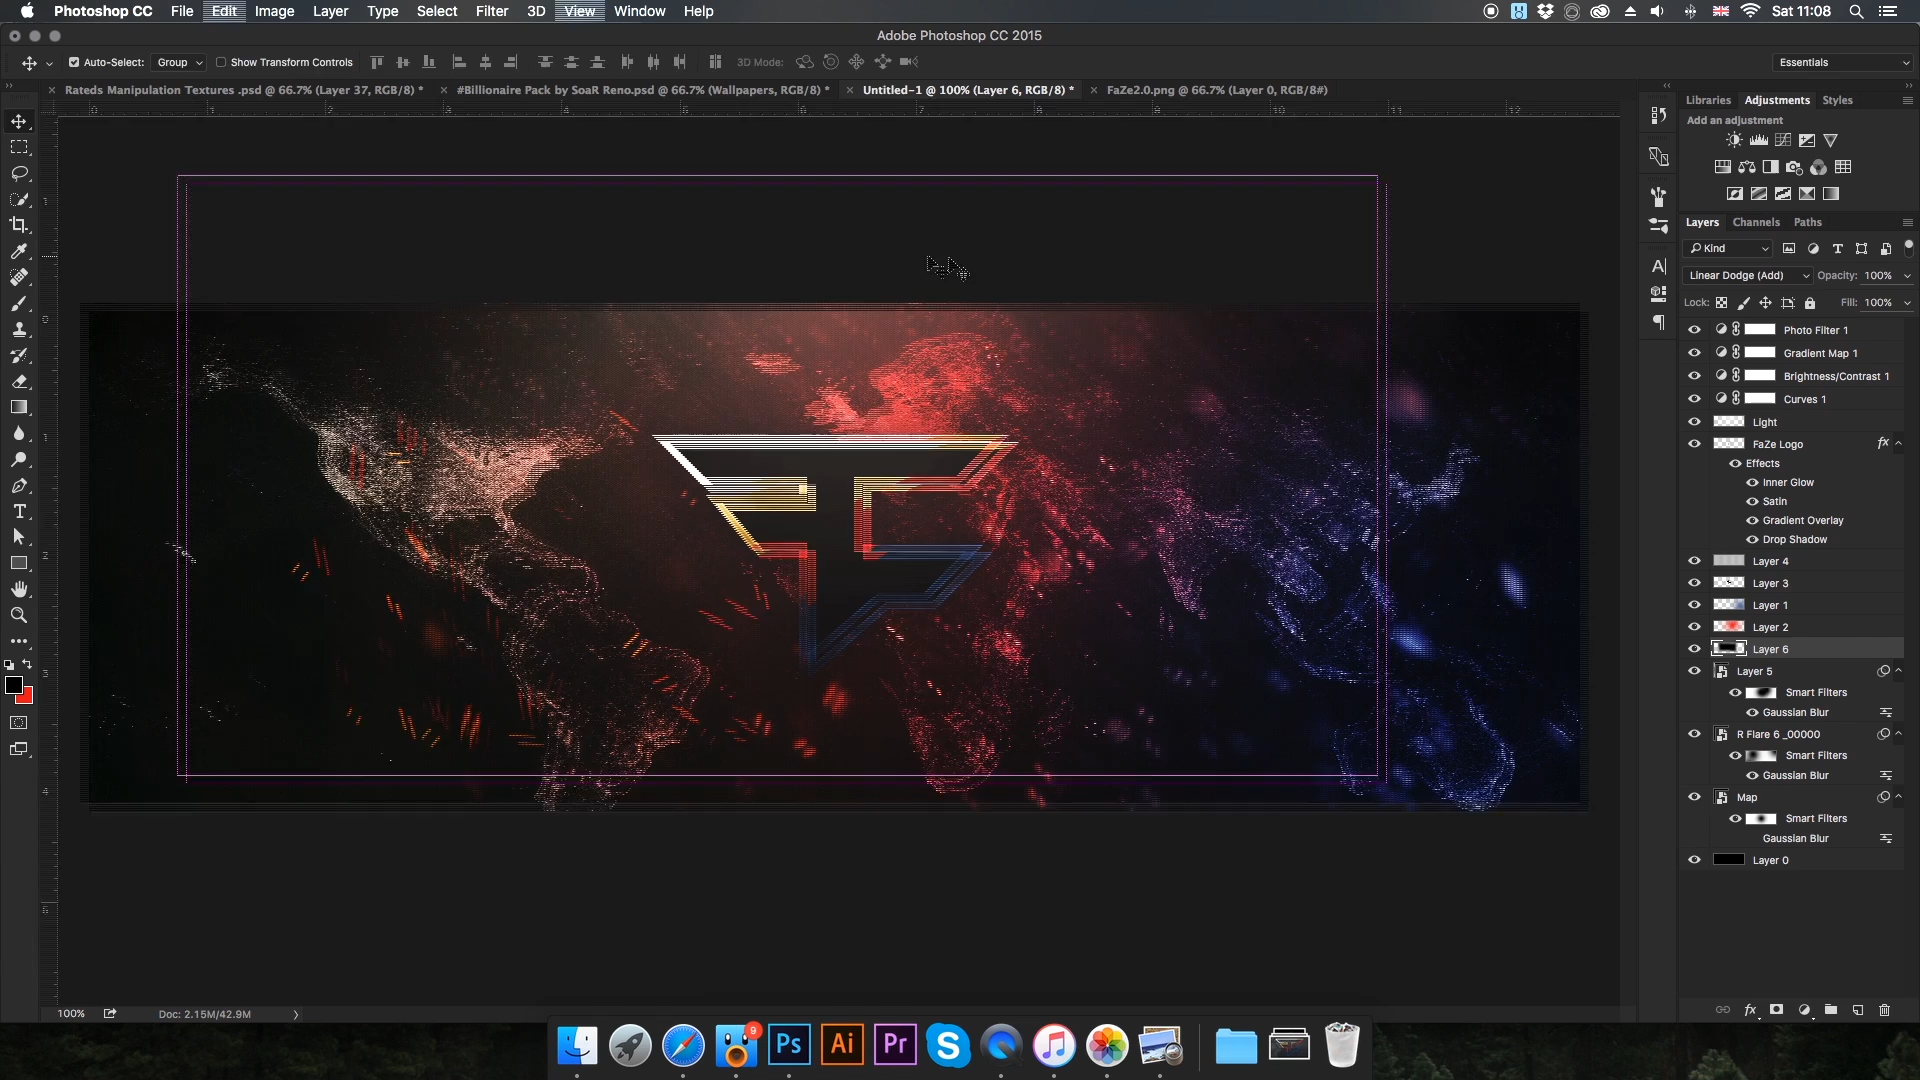 Photoshop CC File Edit Image Layer Type Select Filter 3D View Window Help Sat 11:08
Adobe Photoshop CC 2015
Auto-Select: Group Show Transform Controls 3D Mode: Essentials
Rateds Manipulation Textures .psd @ 66.7% (Layer 37, RGB/8) * #Billionaire Pack by SoaR Reno.psd @ 66.7% (Wallpapers, RGB/8) * Untitled-1 @ 100% (Layer 6, RGB/8) * FaZe2.0.png @ 66.7% (Layer 0, RGB/8#)
Libraries Adjustments Styles
Add an adjustment
Layers Channels Paths
Kind
Linear Dodge (Add) Opacity: 100%
Lock: Fill: 100%
Photo Filter 1
Gradient Map 1
Brightness/Contrast 1
Curves 1
Light
FaZe Logo fx
Effects
Inner Glow
Satin
Gradient Overlay
Drop Shadow
Layer 4
Layer 3
Layer 1
Layer 2
Layer 6
Layer 5
Smart Filters
Gaussian Blur
R Flare 6 _00000
Smart Filters
Gaussian Blur
Map
Smart Filters
Gaussian Blur
Layer 0
100% Doc: 2.15M/42.9M
9
Ps Ai Pr S